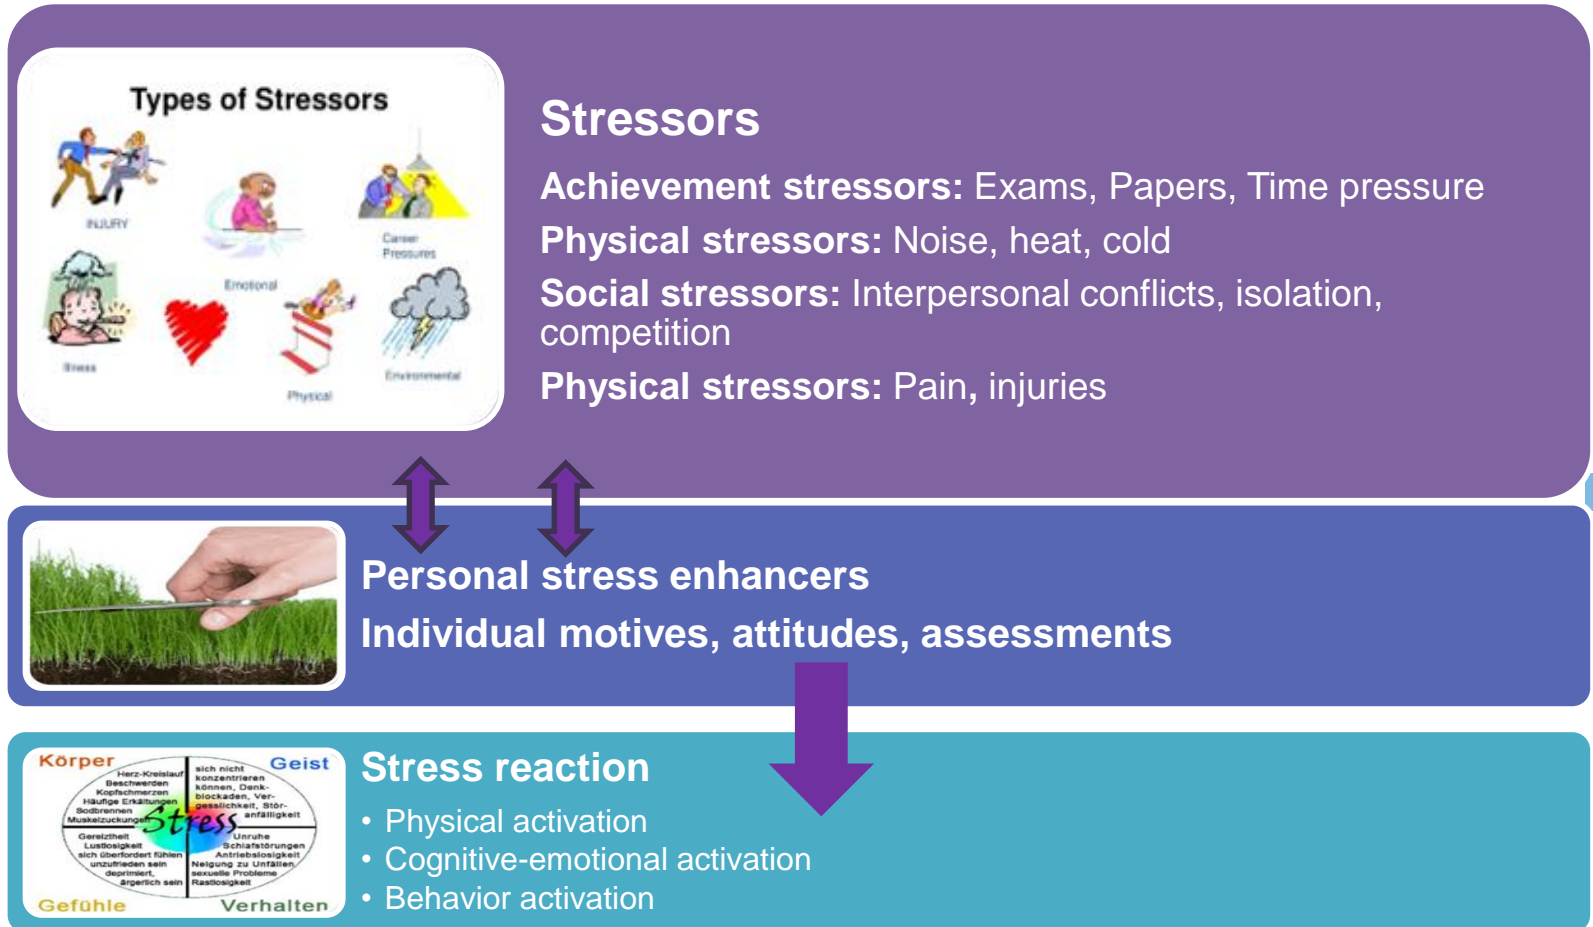 Types of Stressors
INJURY
Emotional
Career
Pressures
Illness
Physical
Environmental
Stressors
Achievement stressors: Exams, Papers, Time pressure
Physical stressors: Noise, heat, cold
Social stressors: Interpersonal conflicts, isolation,
competition
Physical stressors: Pain, injuries
Personal stress enhancers
Individual motives, attitudes, assessments
Körper
Herz-Kreislauf
Beschwerden
Kopfschmerzen
Häufige Erkältungen
Sodbrennen
Muskelzuckungen
Geist
sich nicht
konzentrieren
können, Denk-
blockaden, Ver-
gesslichkeit, Stör-
anfälligkeit
Stress
Gereiztheit
Lustlosigkeit
sich überfordert fühlen
unzufrieden sein
deprimiert,
ärgerlich sein
Gefühle
Unruhe
Schlafstörungen
Antriebslosigkeit
Neigung zu Unfällen,
sexuelle Probleme
Rastlosigkeit
Verhalten
Stress reaction
• Physical activation
• Cognitive-emotional activation
• Behavior activation